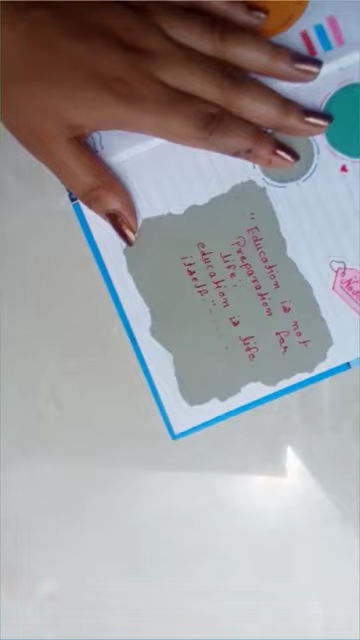 "Education is not
Preparation for
life;
education is life
itself."....